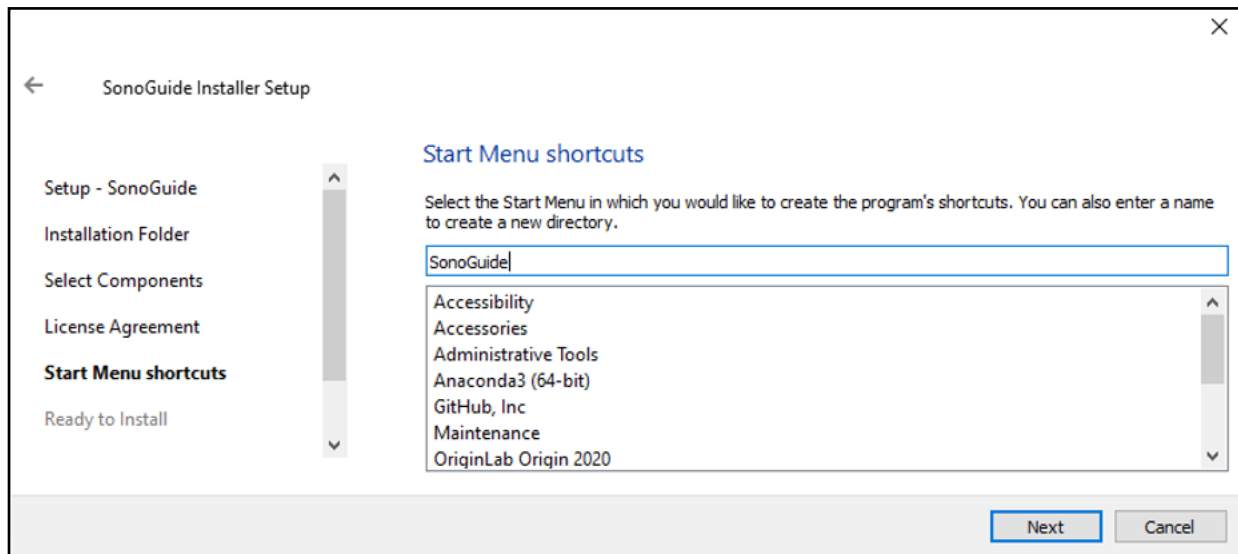 SonoGuide Installer Setup
Setup - SonoGuide
Installation Folder
Select Components
License Agreement
Start Menu shortcuts
Ready to Install
Start Menu shortcuts
Select the Start Menu in which you would like to create the program's shortcuts. You can also enter a name
to create a new directory.
SonoGuide
Accessibility
Accessories
Administrative Tools
Anaconda3 (64-bit)
GitHub, Inc
Maintenance
OriginLab Origin 2020
Next
Cancel